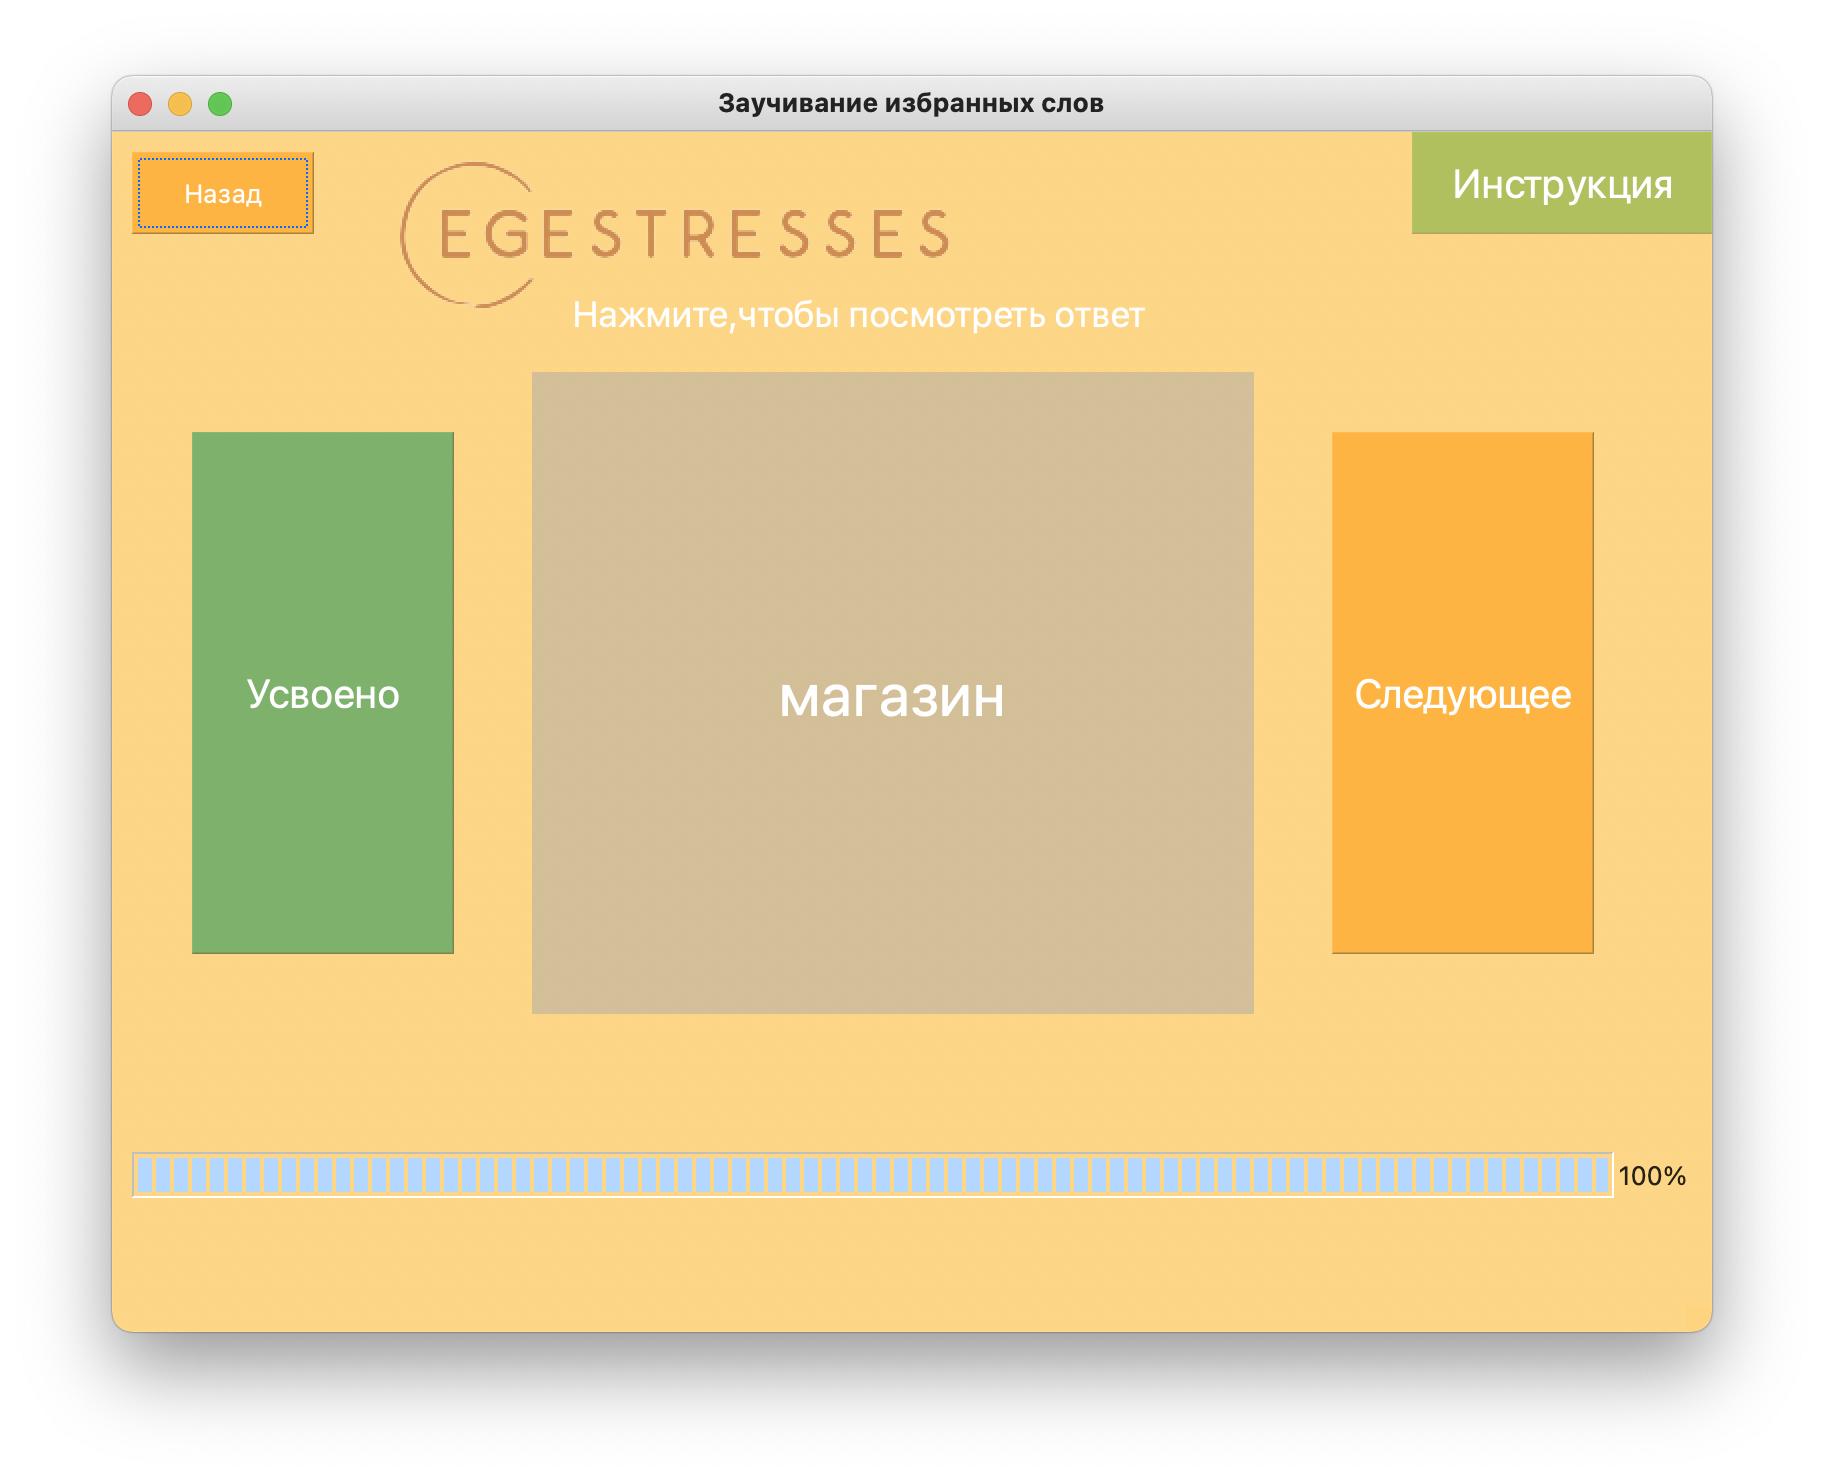 Заучивание избранных слов
Назад
EGESTRESSES
Инструкция
Нажмите,чтобы посмотреть ответ
Усвоено
магазин
Следующее
100%